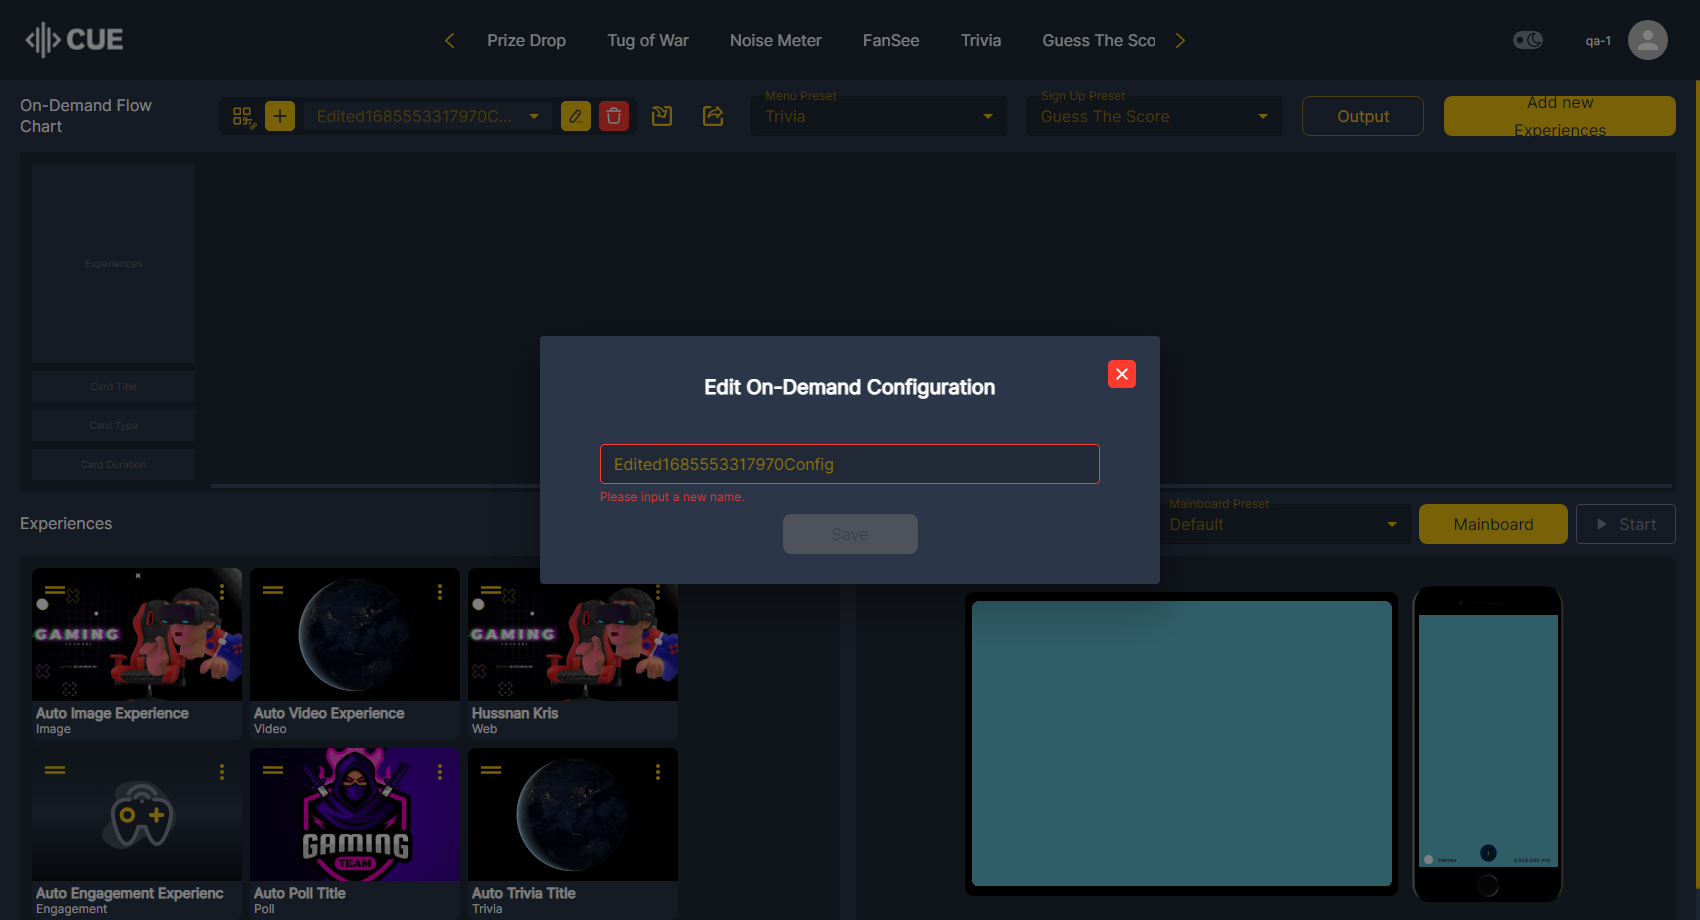 CUE
Prize Drop
Tug of War
Noise Meter
FanSee
Trivia
Guess The Sco
qa-1
On-Demand Flow
Chart
Edited1685553317970C...
Menu Preset
Trivia
Sign Up Preset
Guess The Score
Output
Add new
Experiences
Experiences
Card Title
Card Type
Card Duration
Edit On-Demand Configuration
Edited1685553317970Config
Please input a new name.
Save
Experiences
Mainboard Preset
Default
Mainboard
Start
GAMING
GAMING
Auto Image Experience
Image
Auto Video Experience
Video
Hussnan Kris
Web
GAMING
TEAM
Auto Engagement Experienc
Engagement
Auto Poll Title
Poll
Auto Trivia Title
Trivia
PREVIEW